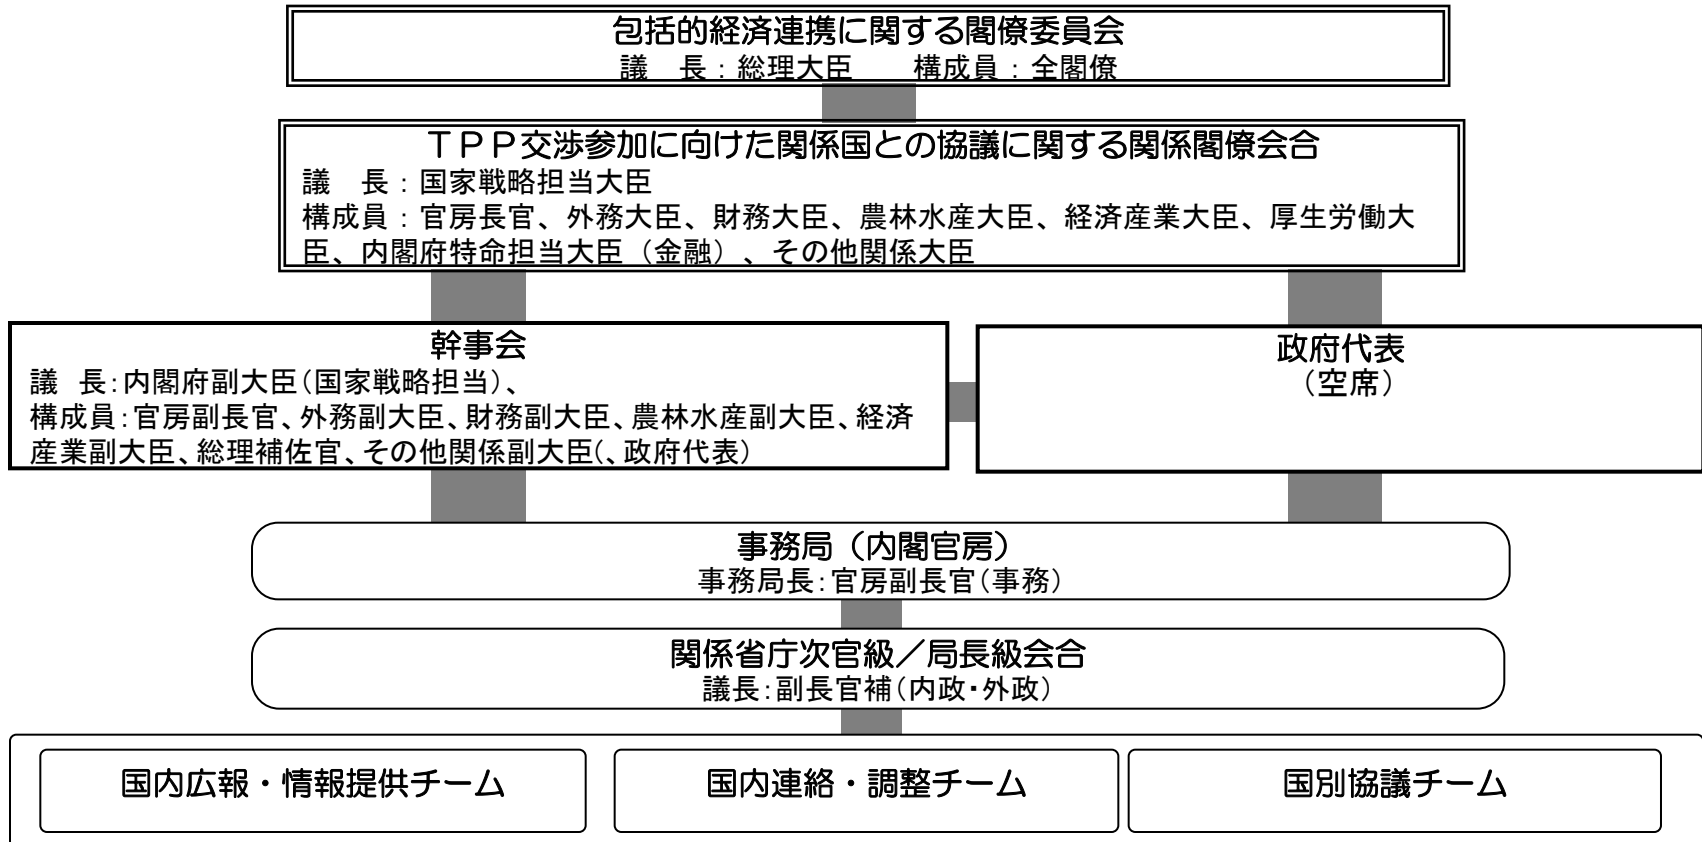 包括的経済連携に関する閣僚委員会
議　長：総理大臣　　構成員：全閣僚
ＴＰＰ交渉参加に向けた関係国との協議に関する関係閣僚会合
議　長：国家戦略担当大臣
構成員：官房長官、外務大臣、財務大臣、農林水産大臣、経済産業大臣、厚生労働大
臣、内閣府特命担当大臣（金融）、その他関係大臣
幹事会
議　長：内閣府副大臣（国家戦略担当）、
構成員：官房副長官、外務副大臣、財務副大臣、農林水産副大臣、経済
産業副大臣、総理補佐官、その他関係副大臣（、政府代表）
政府代表
（空席）
事務局（内閣官房）
事務局長：官房副長官（事務）
関係省庁次官級／局長級会合
議長：副長官補（内政・外政）
国内広報・情報提供チーム
国内連絡・調整チーム
国別協議チーム